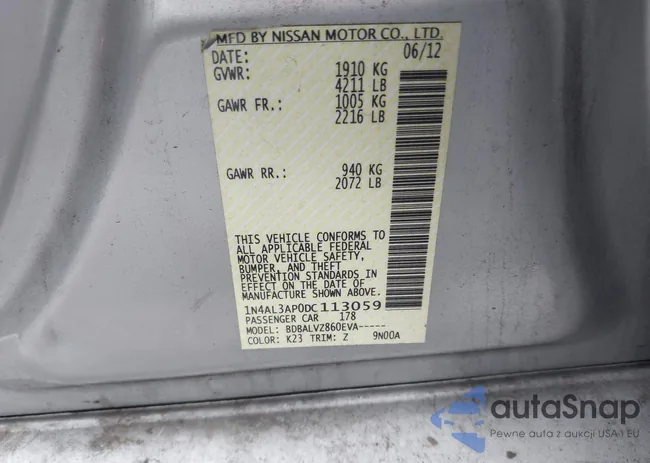 MFD BY NISSAN MOTOR CO., LTD.
DATE: 06/12
GVWR: 1910 KG
4211 LB
GAWR FR.: 1005 KG
2216 LB
GAWR RR.: 940 KG
2072 LB
THIS VEHICLE CONFORMS TO
ALL APPLICABLE FEDERAL
MOTOR VEHICLE SAFETY,
BUMPER, AND THEFT
PREVENTION STANDARDS IN
EFFECT ON THE DATE OF
MANUFACTURE SHOWN ABOVE.
1N4AL3AP0DC113059
PASSENGER CAR 178
MODEL: BDBALVZ860EVA-----
COLOR: K23 TRIM: Z 9N00A
autaSnap
Pewne auta z aukcji USA i EU